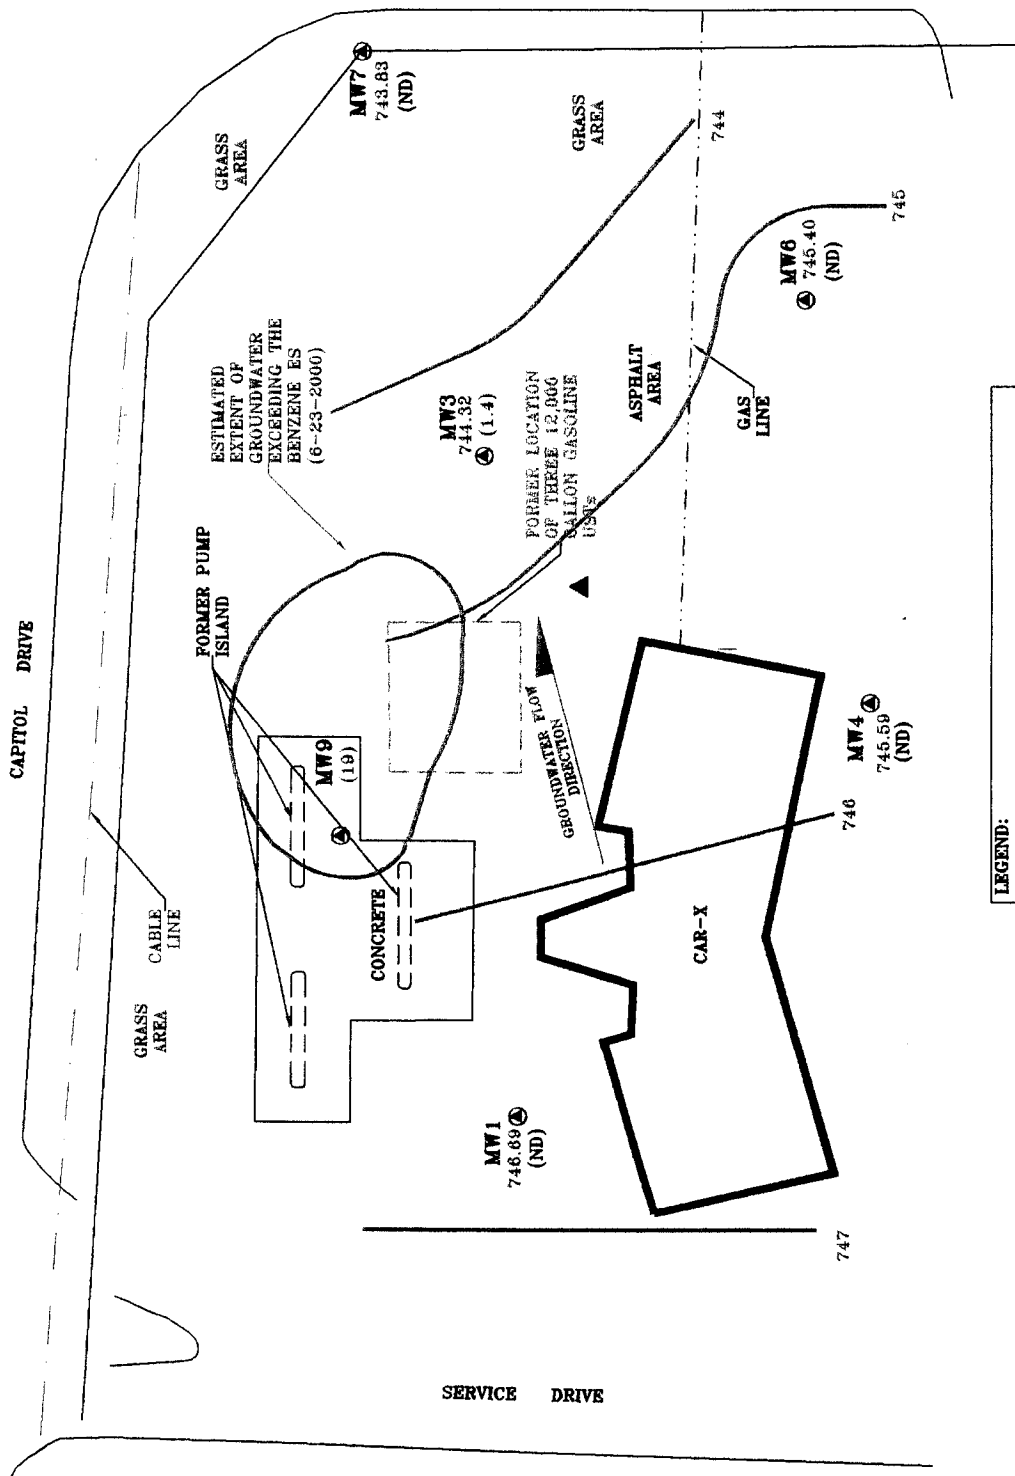 CAPITOL DRIVE
GRASS
AREA
MW7
743.83
(ND)
GRASS
AREA
744
745
ESTIMATED
EXTENT OF
GROUNDWATER
EXCEEDING THE
BENZENE ES
(6-23-2000)
MW3
744.32
(1.4)
FORMER LOCATION
OF THREE 12,000
GALLON GASOLINE
USTs
ASPHALT
AREA
GAS
LINE
MW6
745.40
(ND)
FORMER PUMP
ISLAND
MW9
(19)
GROUNDWATER FLOW
DIRECTION
MW4
745.59
(ND)
746
CABLE
LINE
GRASS
AREA
CONCRETE
CAR-X
MW1
746.69
(ND)
747
SERVICE DRIVE
LEGEND: